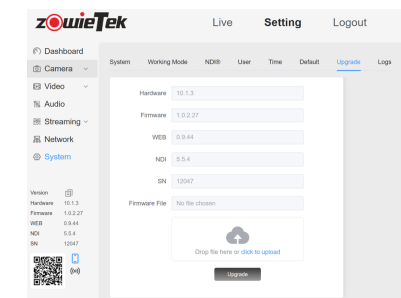 zowieTek
Live Setting Logout
Dashboard
Camera
Video
Audio
Streaming
Network
System
Version
Hardware 10.1.3
Firmware 1.0.2.27
WEB 0.9.44
NDI 5.5.4
SN 12047
System Working Mode NDI® User Time Default Upgrade Logs
Hardware 10.1.3
Firmware 1.0.2.27
WEB 0.9.44
NDI 5.5.4
SN 12047
Firmware File No file chosen
Drop file here or click to upload
Upgrade